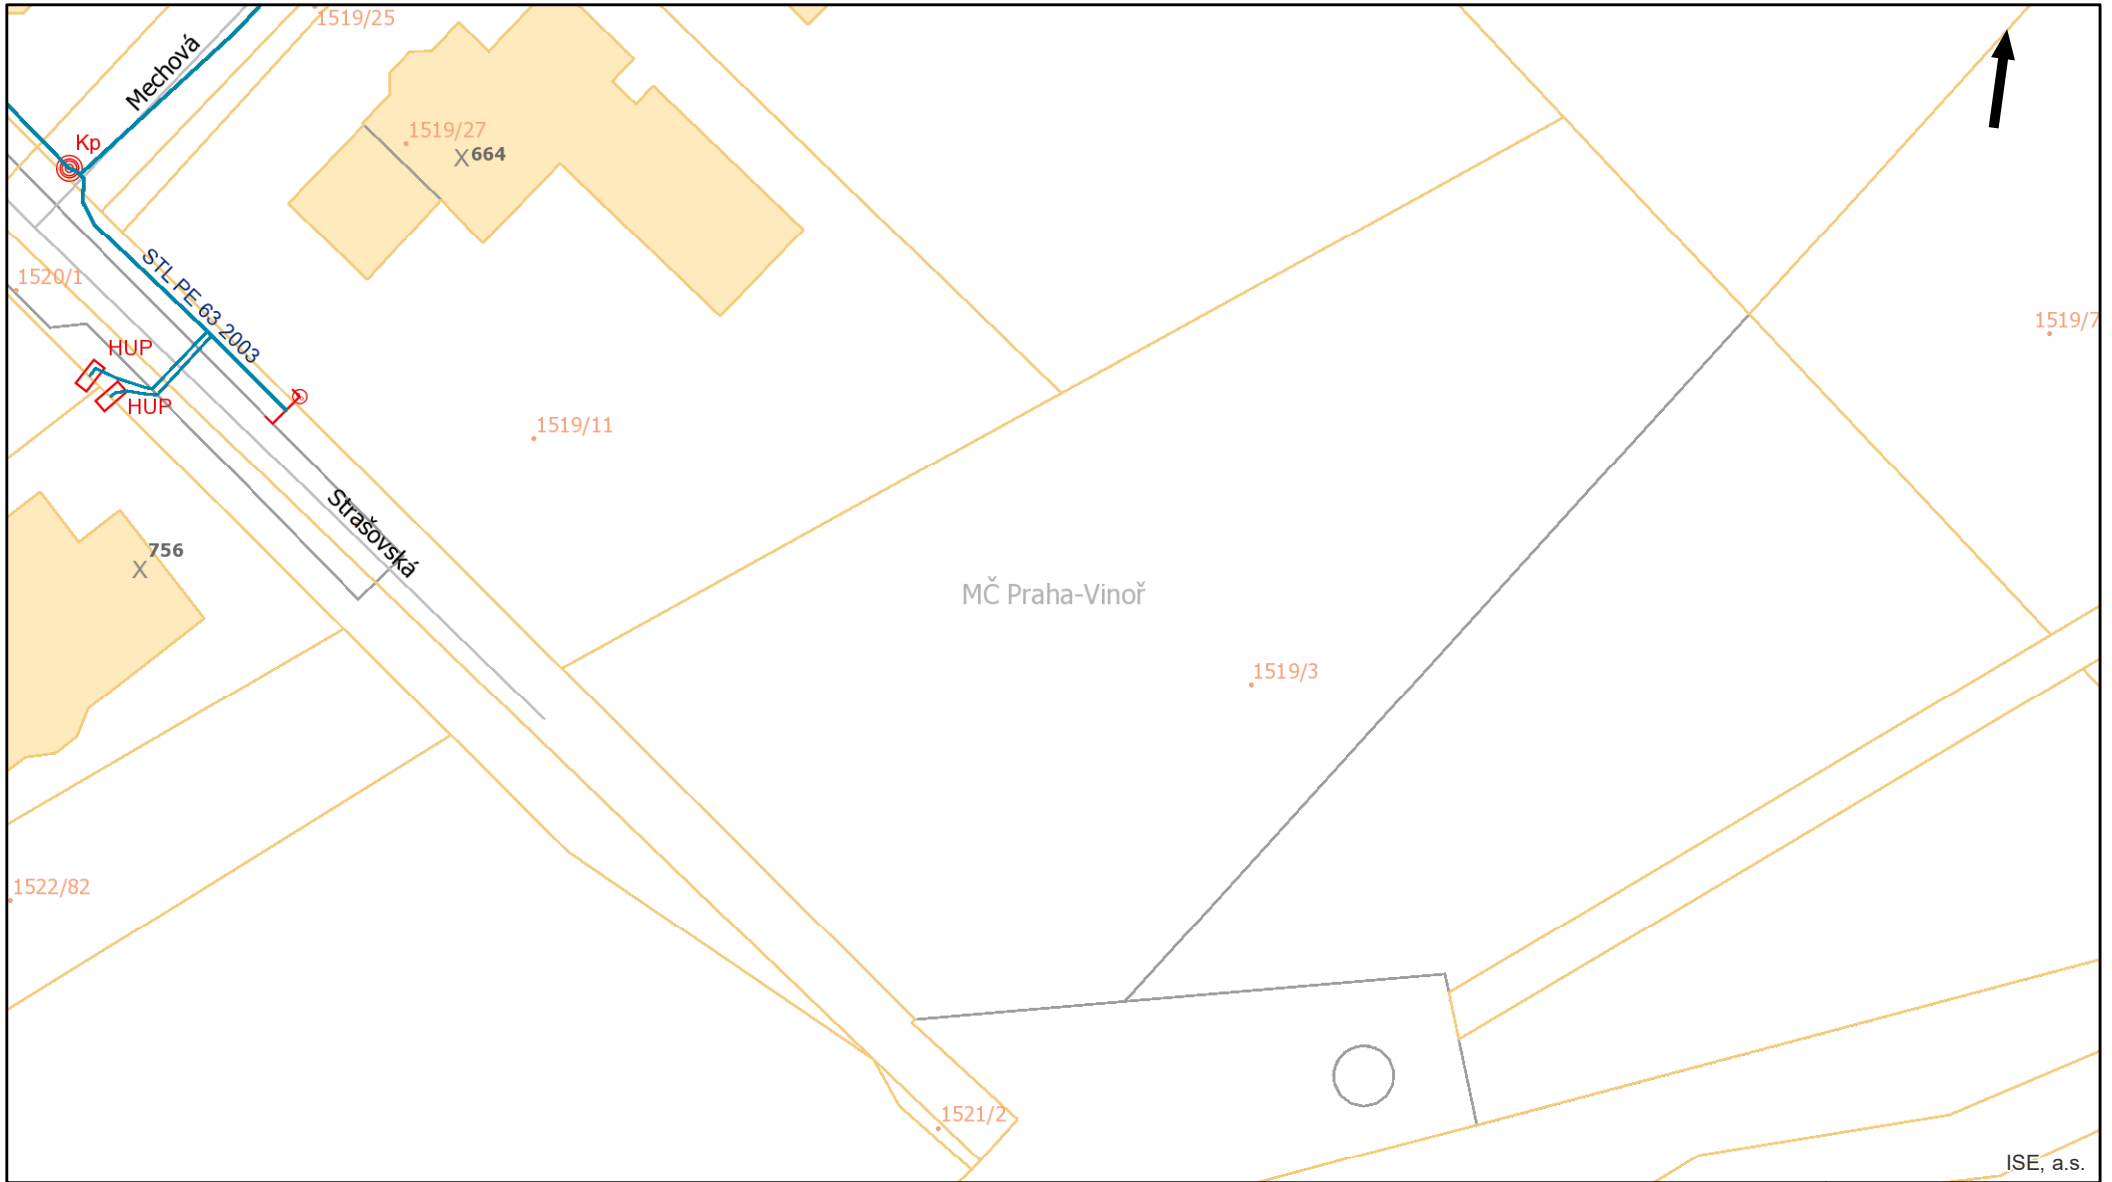 1519/25
Mechová
Kp
1519/27
664
STL PE 63 2003
1520/1
1519/7
HUP
HUP
1519/11
Strašovská
756
MČ Praha-Vinoř
1519/3
1522/82
1521/2
ISE, a.s.